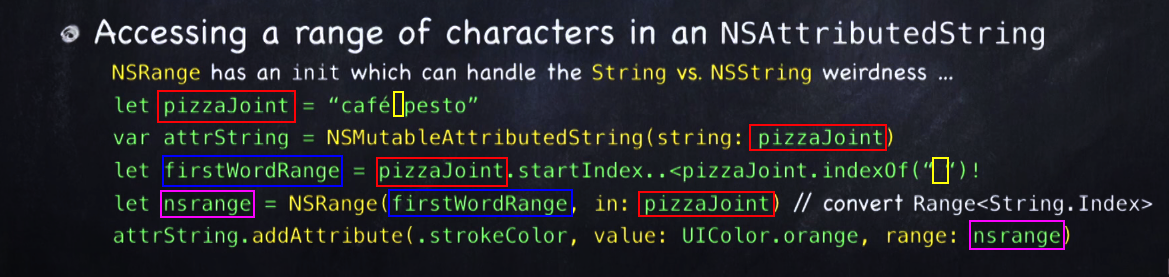 Accessing a range of characters in an NSAttributedString
NSRange has an init which can handle the String vs. NSString weirdness ...
let pizzaJoint = “café pesto”
var attrString = NSMutableAttributedString(string: pizzaJoint)
let firstWordRange = pizzaJoint.startIndex..<pizzaJoint.indexOf(“ “)!
let nsrange = NSRange(firstWordRange, in: pizzaJoint) // convert Range<String.Index>
attrString.addAttribute(.strokeColor, value: UIColor.orange, range: nsrange)